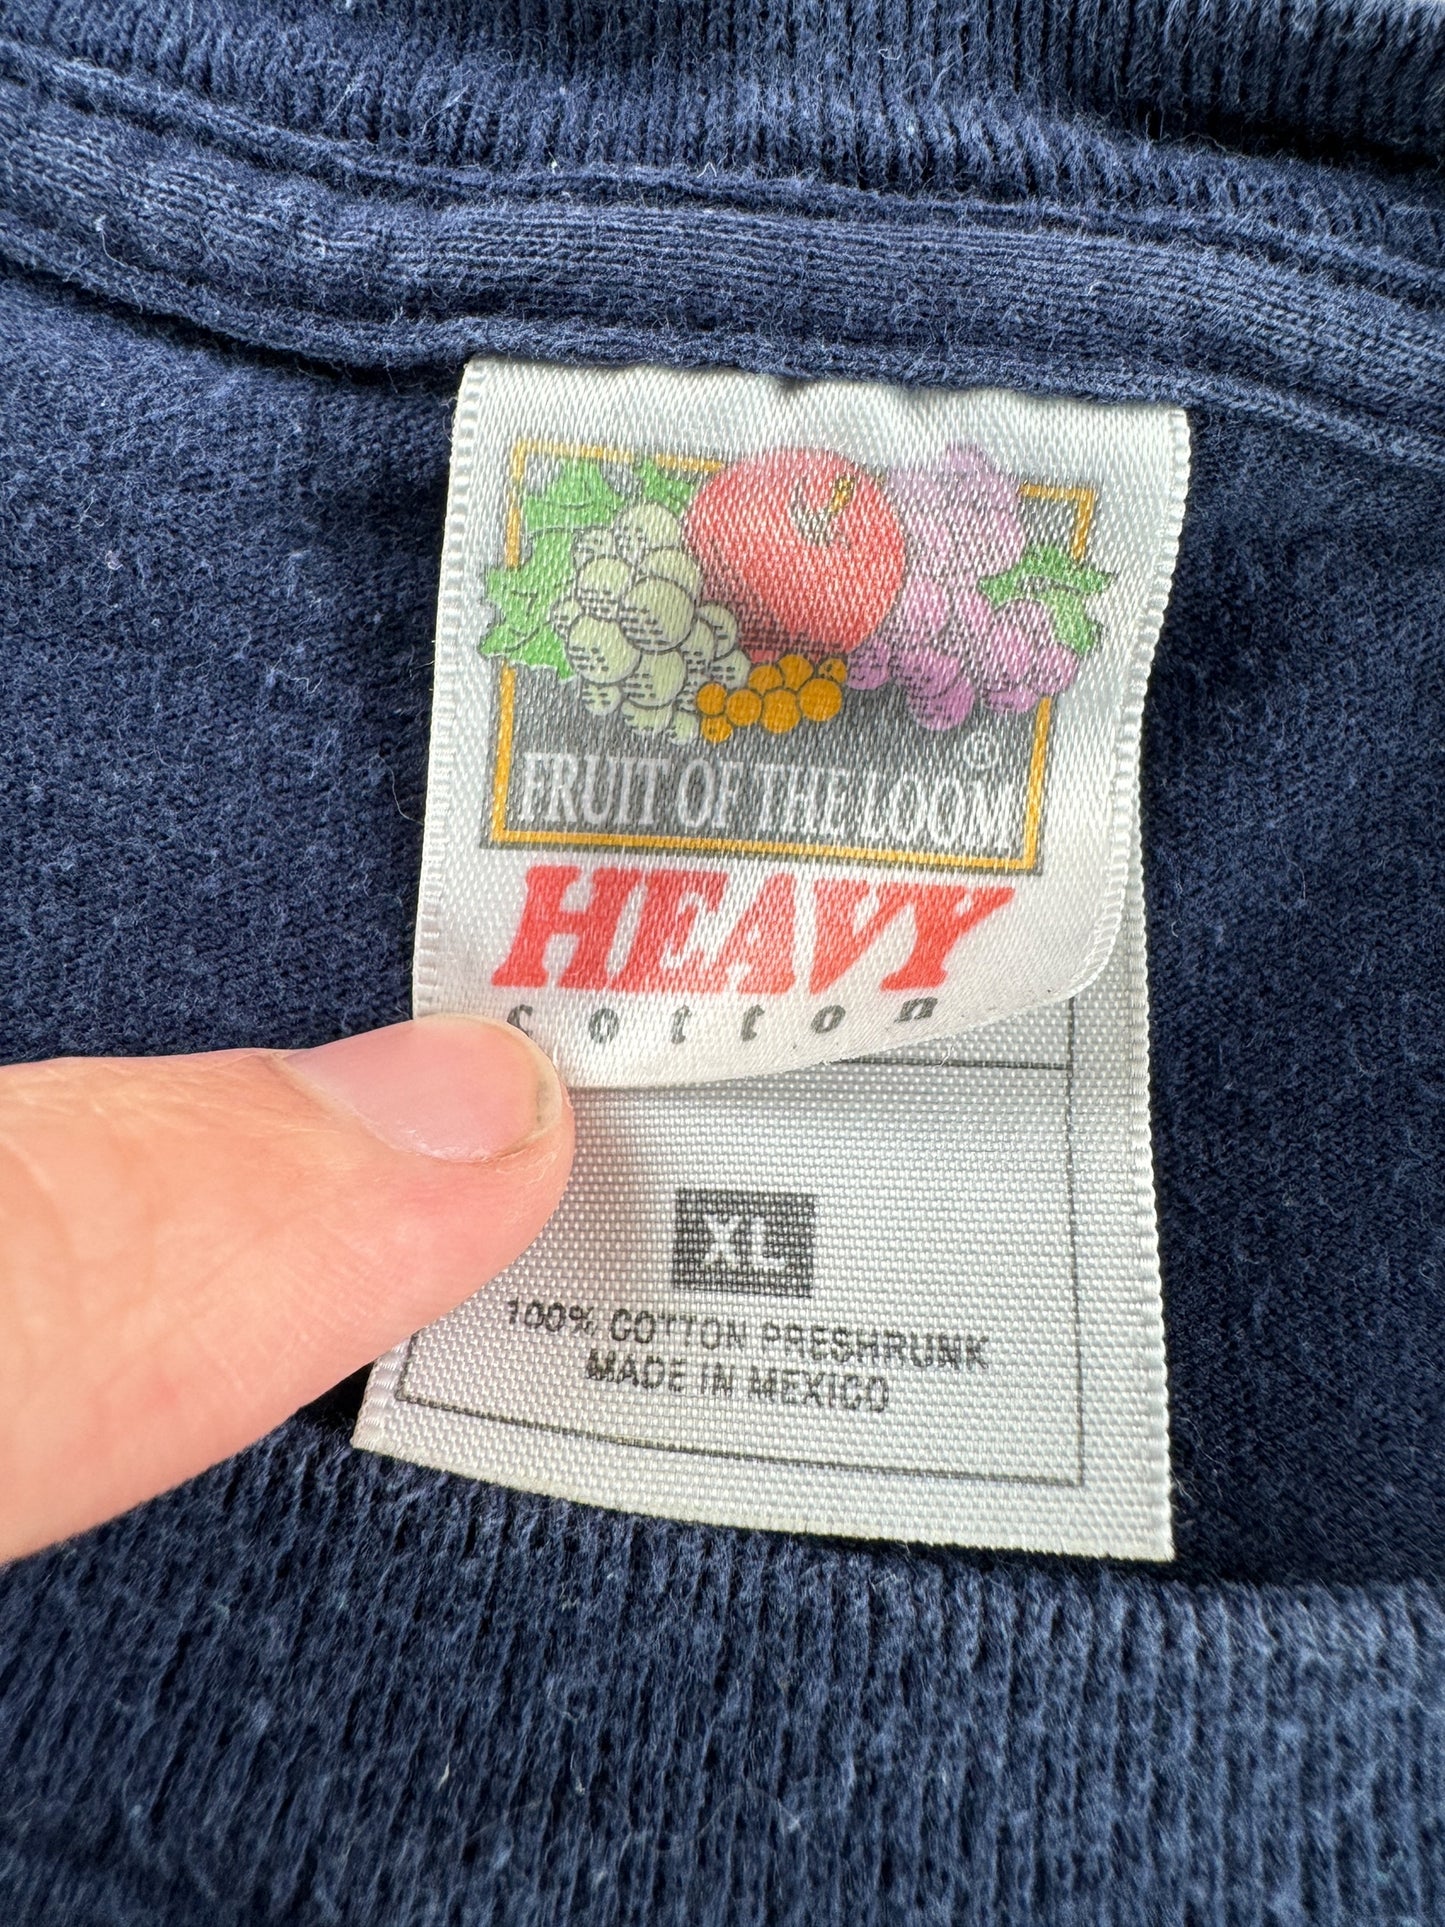 FRUIT OF THE LOOM®
HEAVY
cotton
XL
100% COTTON PRESHRUNK
MADE IN MEXICO